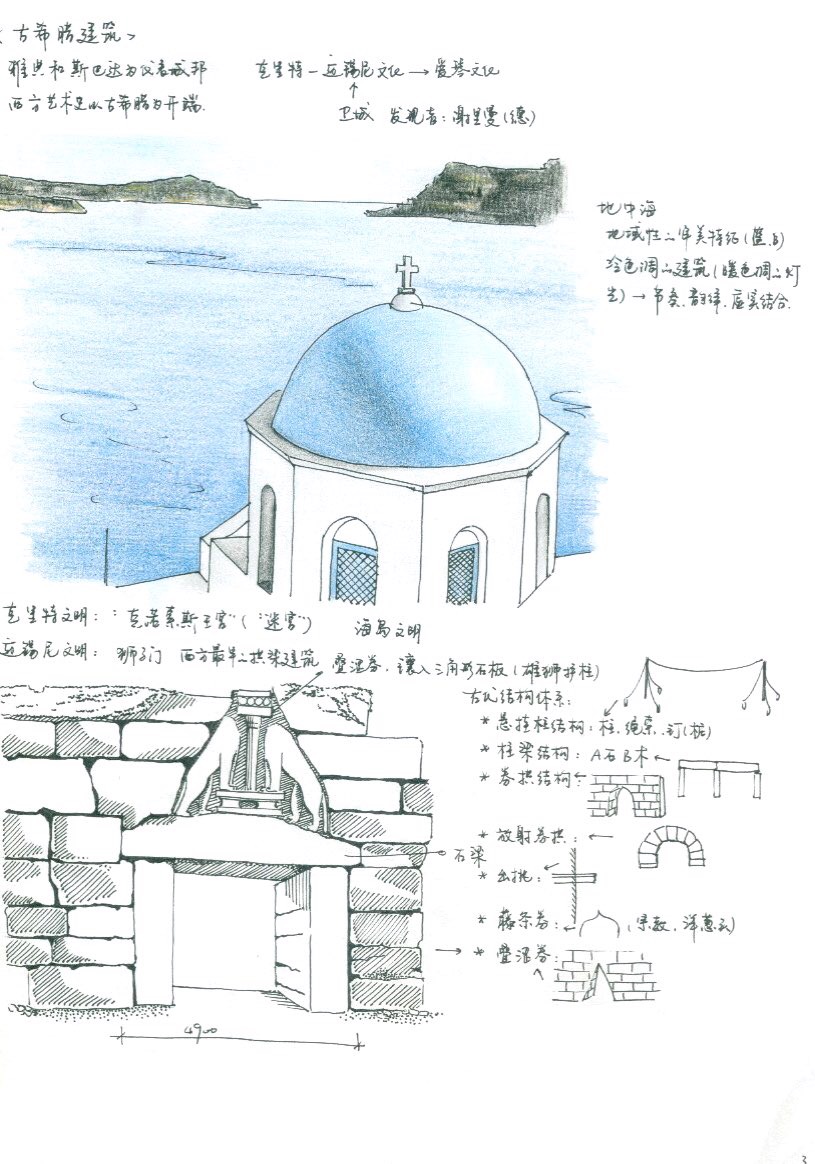 <古希腊建筑>
雅典和斯巴达为代表城邦
西方艺术史以古希腊为开端.
克里特-迈锡尼文化→爱琴文化
↑
卫城 发现者:谢里曼(德)
地中海
地域性の审美特征(蓝.白)
冷色调の建筑(暖色调の灯
光)→节奏.韵律.虚实结合.
克里特文明:“克诺索斯王宫”(“迷宫”) 海岛文明
迈锡尼文明:狮子门 西方最早の拱券建筑 叠涩券,镶入三角形石板(雄狮护柱)
古代结构体系:
*悬挂柱结构:柱.绳索.钉(桩)
*柱梁结构:A石B木←
*券拱结构
*放射券拱:←
石梁
*出挑:
*藤条券: (宗教.洋葱式)
→ *叠涩券:
4900
3